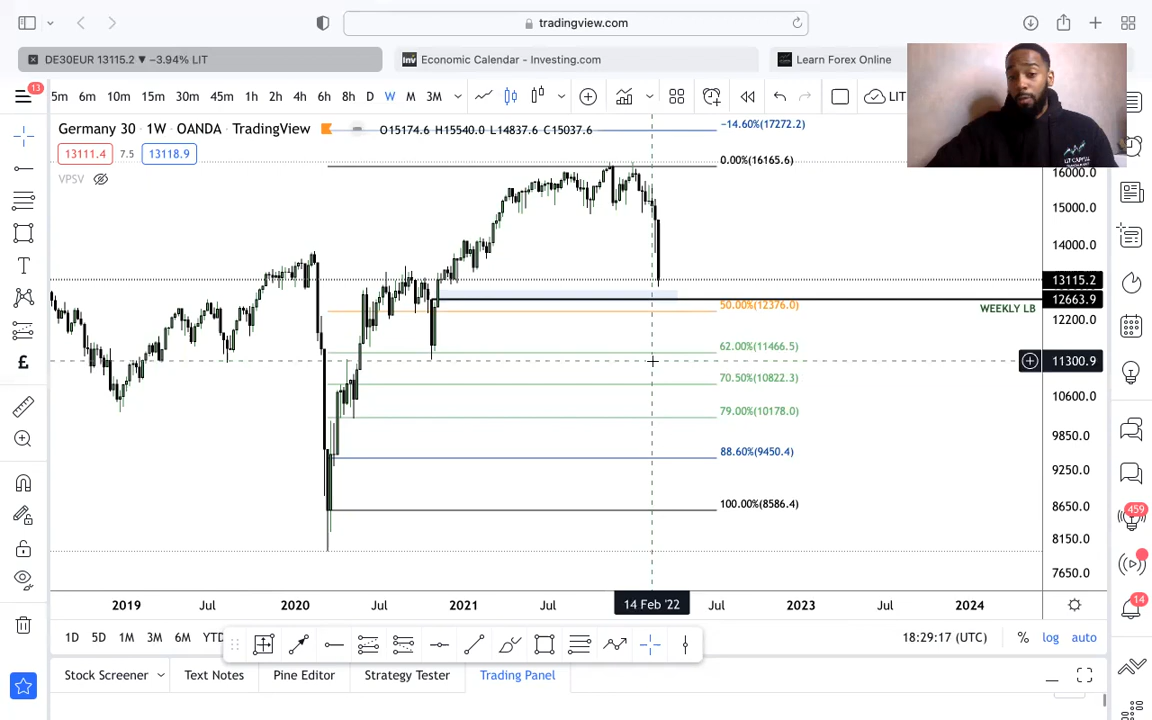 tradingview.com
DE30EUR 13115.2 ▼ −3.94% LIT
Inv Economic Calendar - Investing.com
Learn Forex Online
13
5m 6m 10m 15m 30m 45m 1h 2h 4h 6h 8h D W M 3M
LIT
Germany 30 · 1W · OANDA · TradingView
O15174.6 H15540.0 L14837.6 C15037.6
13111.4 7.5 13118.9
VPSV
−14.60%(17272.2)
0.00%(16165.6)
50.00%(12376.0)
WEEKLY LB
62.00%(11466.5)
70.50%(10822.3)
79.00%(10178.0)
88.60%(9450.4)
100.00%(8586.4)
16000.0
15000.0
14000.0
13115.2
12663.9
12200.0
11300.9
10600.0
9850.0
9250.0
8650.0
8150.0
7650.0
459
14
2019 Jul 2020 Jul 2021 Jul 14 Feb '22 Jul 2023 Jul 2024
1D 5D 1M 3M 6M YTD
18:29:17 (UTC) % log auto
Stock Screener Text Notes Pine Editor Strategy Tester Trading Panel